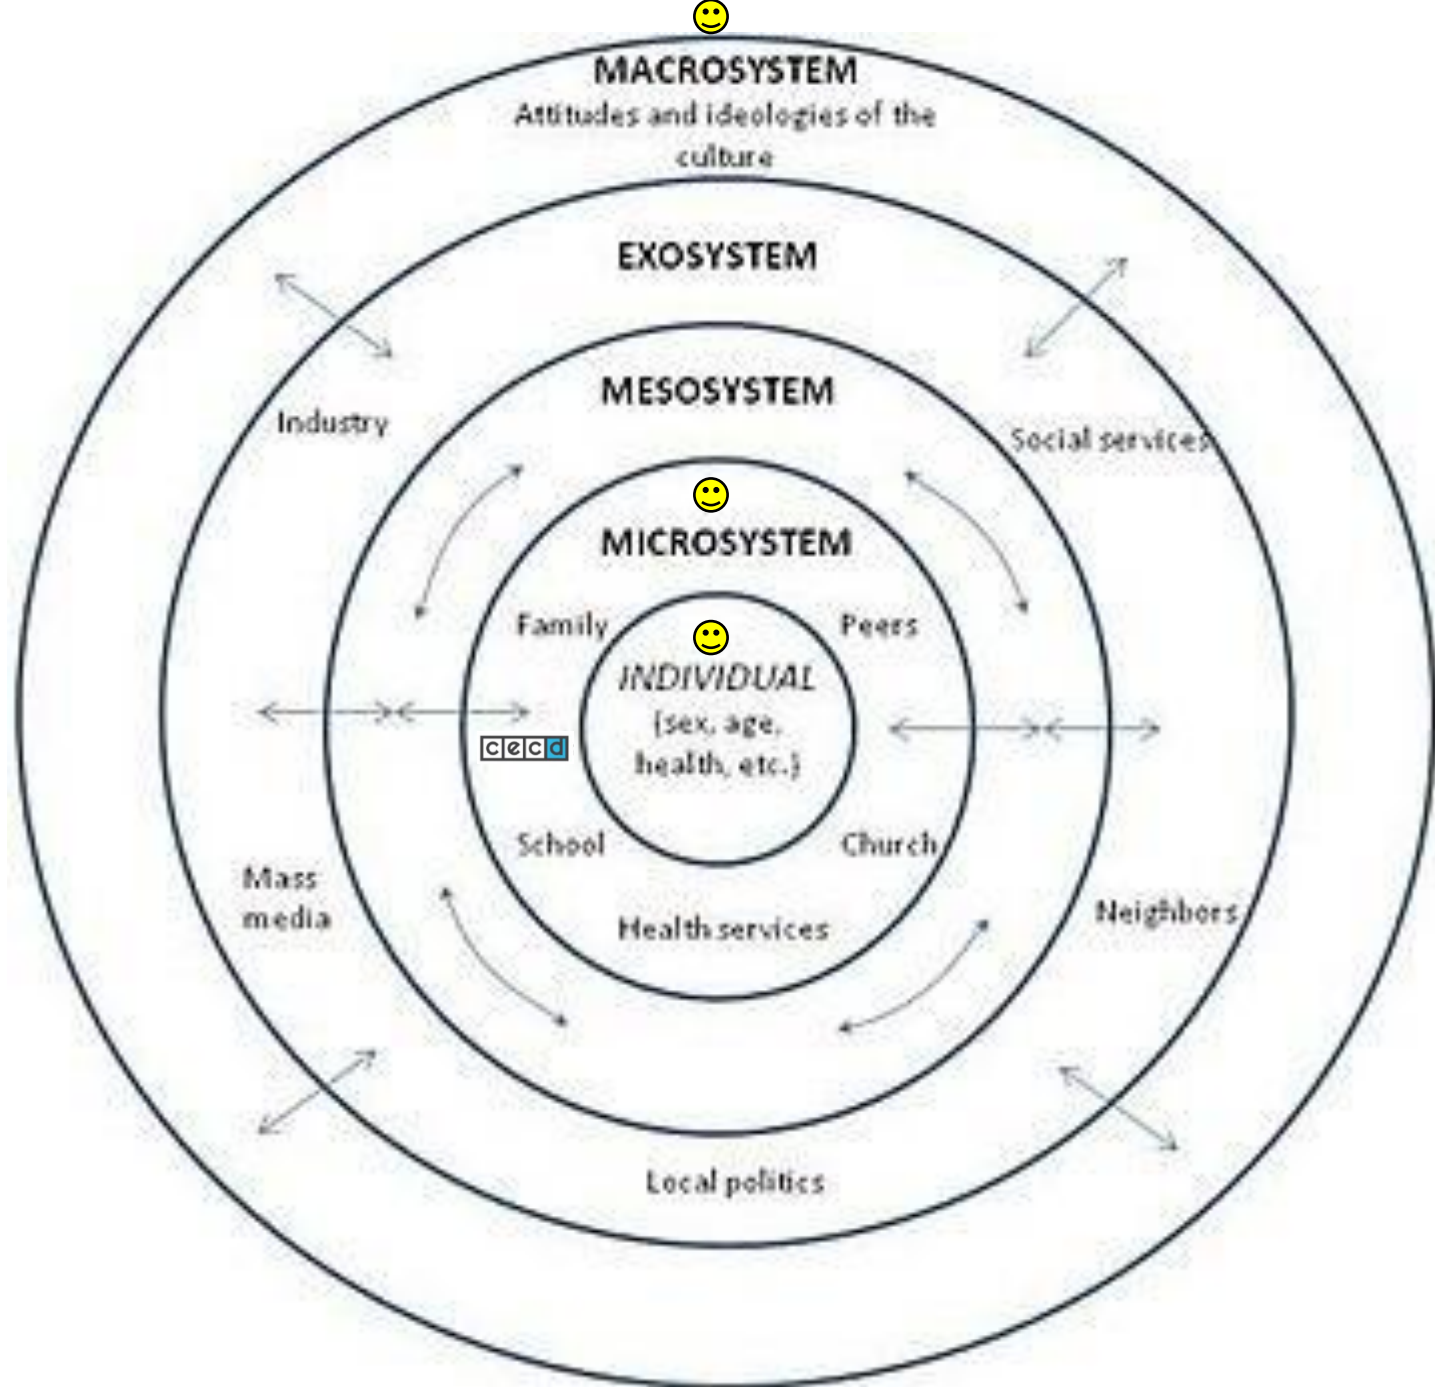 MACROSYSTEM
Attitudes and ideologies of the
culture
EXOSYSTEM
MESOSYSTEM
Industry
Social services
MICROSYSTEM
Family
Peers
INDIVIDUAL
{sex, age,
health, etc.}
cecd
School
Church
Mass
media
Neighbors
Health services
Local politics